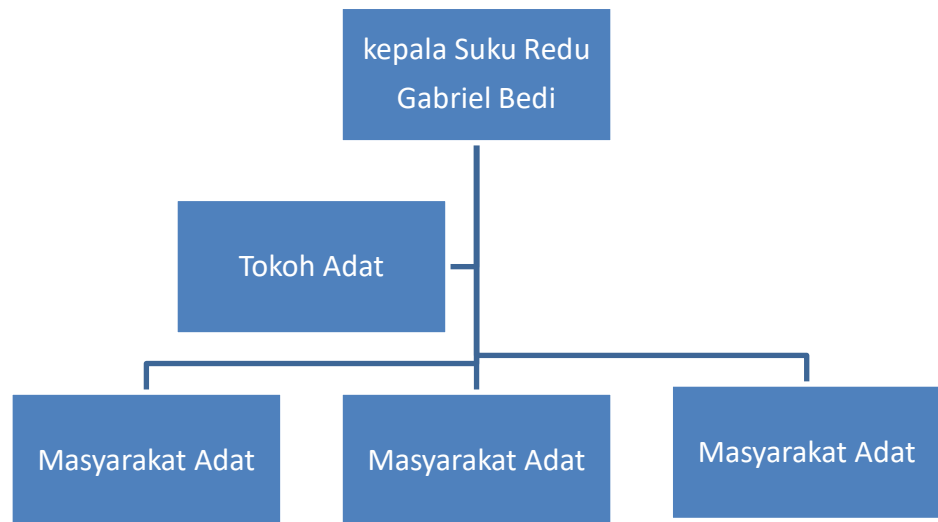 kepala Suku Redu
Gabriel Bedi
Tokoh Adat
Masyarakat Adat
Masyarakat Adat
Masyarakat Adat